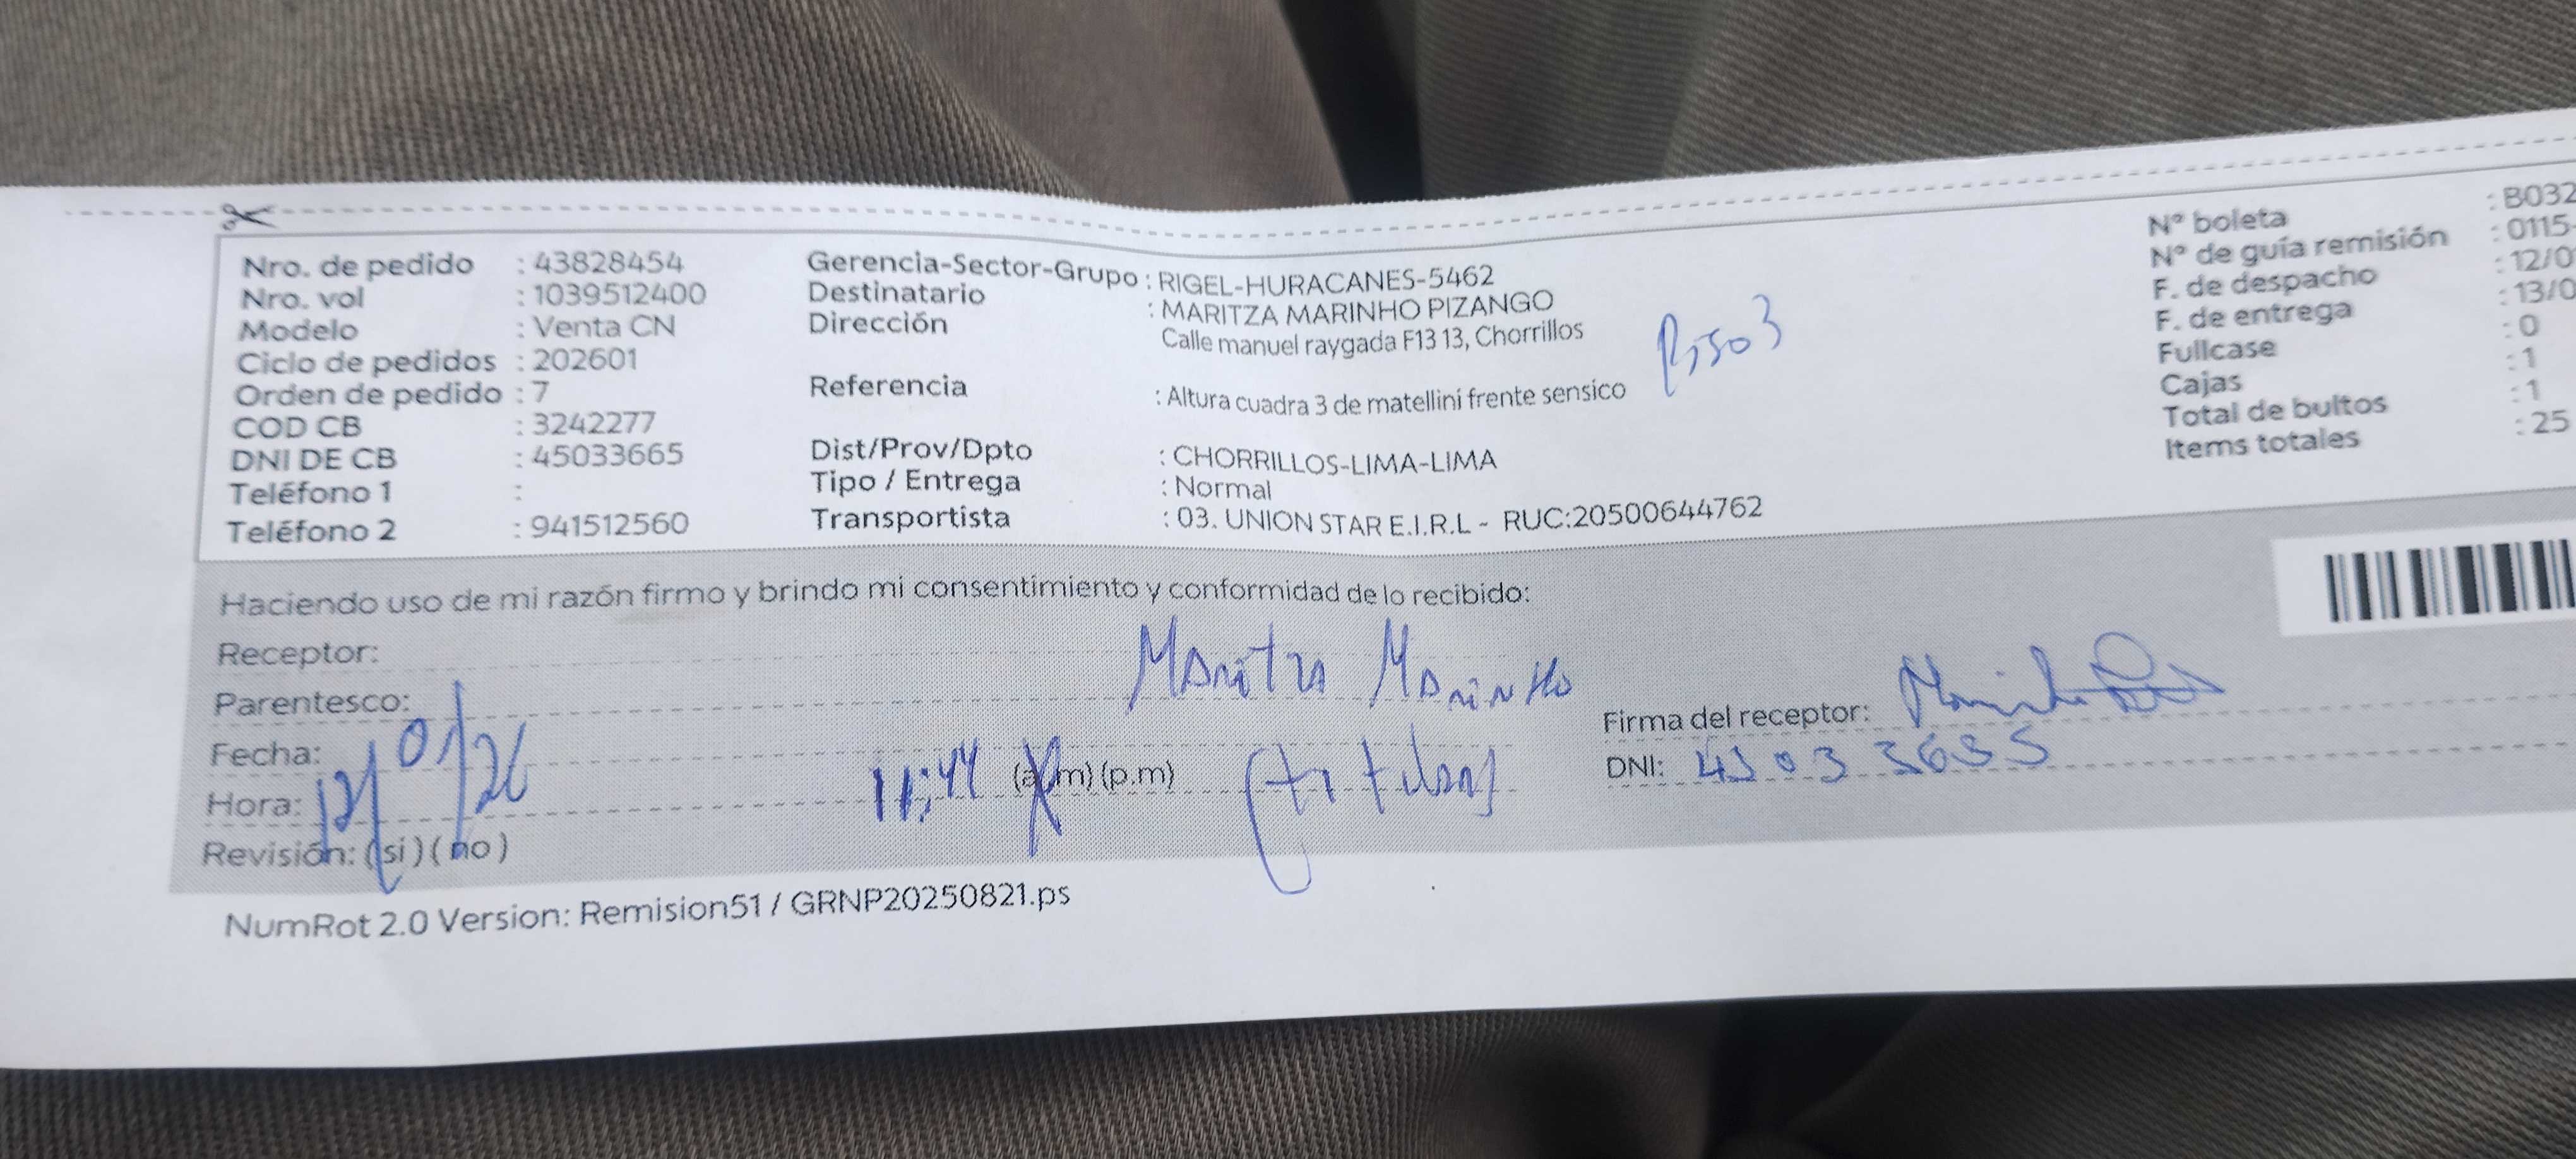 Nro. de pedido : 43828454
Nro. vol : 1039512400
Modelo : Venta CN
Ciclo de pedidos : 202601
Orden de pedido : 7
COD CB : 3242277
DNI DE CB : 45033665
Teléfono 1 :
Teléfono 2 : 941512560
Gerencia-Sector-Grupo : RIGEL-HURACANES-5462
Destinatario : MARITZA MARINHO PIZANGO
Dirección Calle manuel raygada F13 13, Chorrillos
Piso 3
Referencia : Altura cuadra 3 de matellini frente sensico
Dist/Prov/Dpto : CHORRILLOS-LIMA-LIMA
Tipo / Entrega : Normal
Transportista : 03. UNION STAR E.I.R.L - RUC:20500644762
Nº boleta : B032
Nº de guía remisión : 0115-
F. de despacho : 12/0
F. de entrega : 13/0
Fullcase : 0
Cajas : 1
Total de bultos : 1
Items totales : 25
Haciendo uso de mi razón firmo y brindo mi consentimiento y conformidad de lo recibido:
Receptor: Maritza Marinho
Parentesco: (titular)
Fecha: 12/01/26
Hora: 11:44 (a.m) (p.m)
Revisión: (si) (no)
Firma del receptor:
DNI:
NumRot 2.0 Version: Remision51 / GRNP20250821.ps